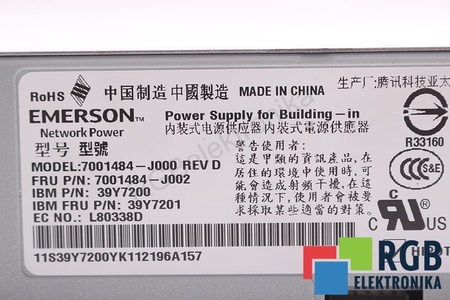 RoHS 中国制造 中國製造 MADE IN CHINA
生产厂:腾讯科技亚太
EMERSON™
Network Power
Power Supply for Building-in
内装式电源供应器 內裝式電源供應器
型号 型號
MODEL:7001484-J000 REV D
FRU P/N: 7001484-J002
IBM P/N: 39Y7200
IBM FRU P/N: 39Y7201
EC NO.: L80338D
警告使用者:
這是甲類的資訊產品,在
居住的環境中使用時,可
能會造成射頻干擾,在這
種情況下,使用者會被要
求採取某些適當的對策.
R33160
S&E
c UL us
11S39Y7200YK112196A157
HIPOT
RGB
ELEKTRONIKA